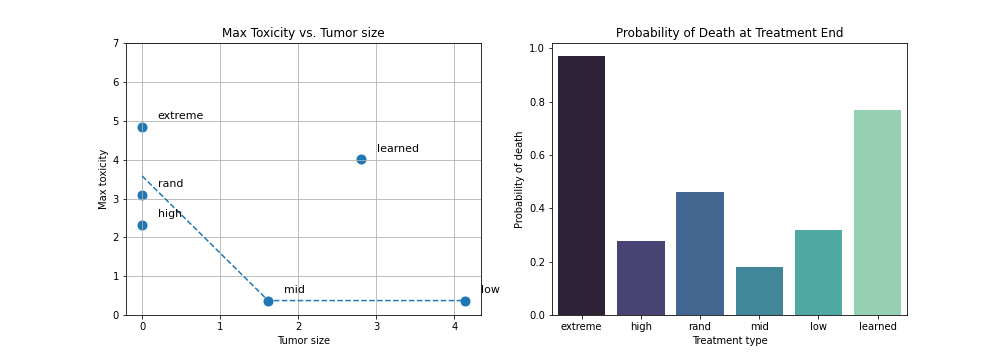 Max Toxicity vs. Tumor size
7
6
5
4
3
2
1
0
Max toxicity
extreme
learned
rand
high
mid
low
0
1
2
3
4
Tumor size
Probability of Death at Treatment End
1.0
0.8
0.6
0.4
0.2
0.0
Probability of death
extreme
high
rand
mid
low
learned
Treatment type